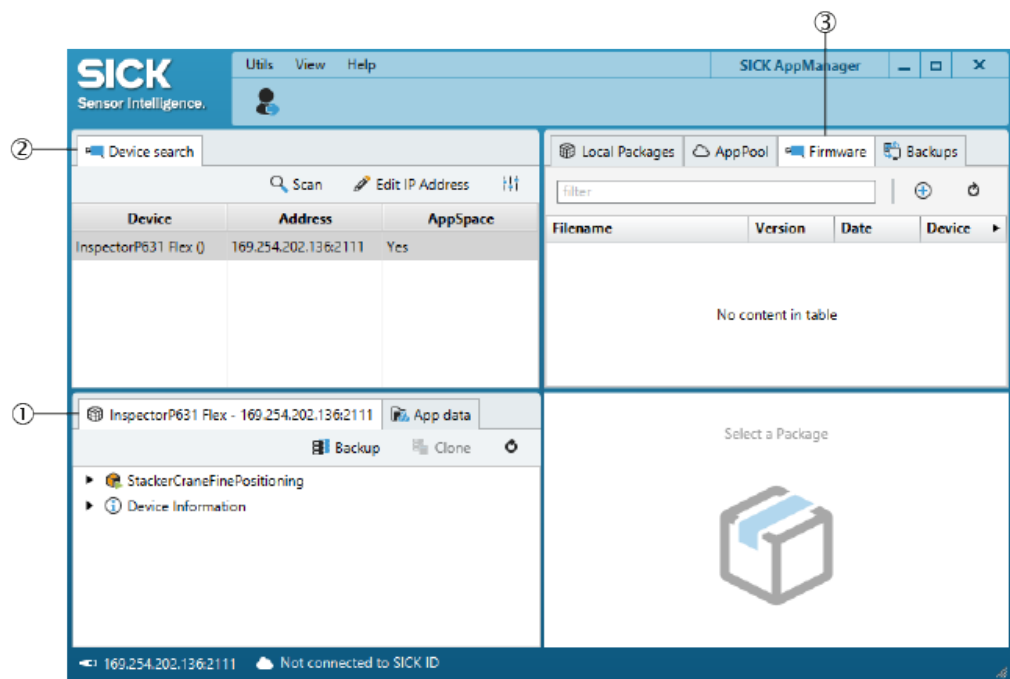 ③
SICK
Sensor Intelligence.
Utils View Help
SICK AppManager
②
Device search
Scan Edit IP Address
Device Address AppSpace
InspectorP631 Flex () 169.254.202.136:2111 Yes
Local Packages AppPool Firmware Backups
filter
Filename Version Date Device
No content in table
①
InspectorP631 Flex - 169.254.202.136:2111 App data
Backup Clone
StackerCraneFinePositioning
Device Information
Select a Package
169.254.202.136:2111 Not connected to SICK ID